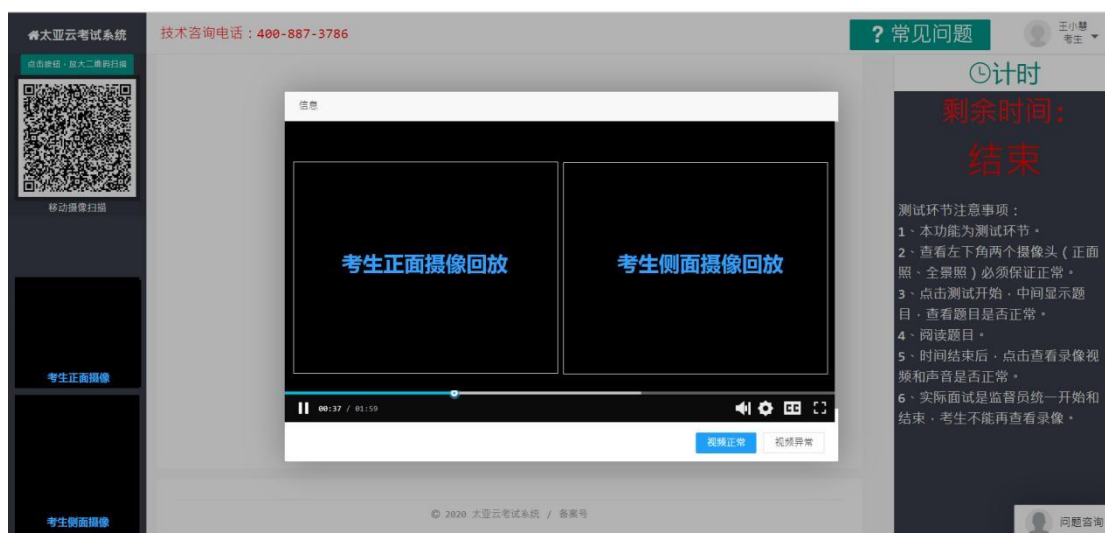 太亚云考试系统
技术咨询电话：400-887-3786
? 常见问题
王小慧
考生
点击按钮，放大二维码扫描
移动摄像扫描
考生正面摄像
考生侧面摄像
信息
考生正面摄像回放
考生侧面摄像回放
00:37 / 01:59
CC
视频正常
视频异常
© 2020 太亚云考试系统 / 备案号
计时
剩余时间：
结束
测试环节注意事项：
1、本功能为测试环节。
2、查看左下角两个摄像头（正面
照、全景照）必须保证正常。
3、点击测试开始，中间显示题
目，查看题目是否正常。
4、阅读题目。
5、时间结束后，点击查看录像视
频和声音是否正常。
6、实际面试是监督员统一开始和
结束，考生不能再查看录像。
问题咨询